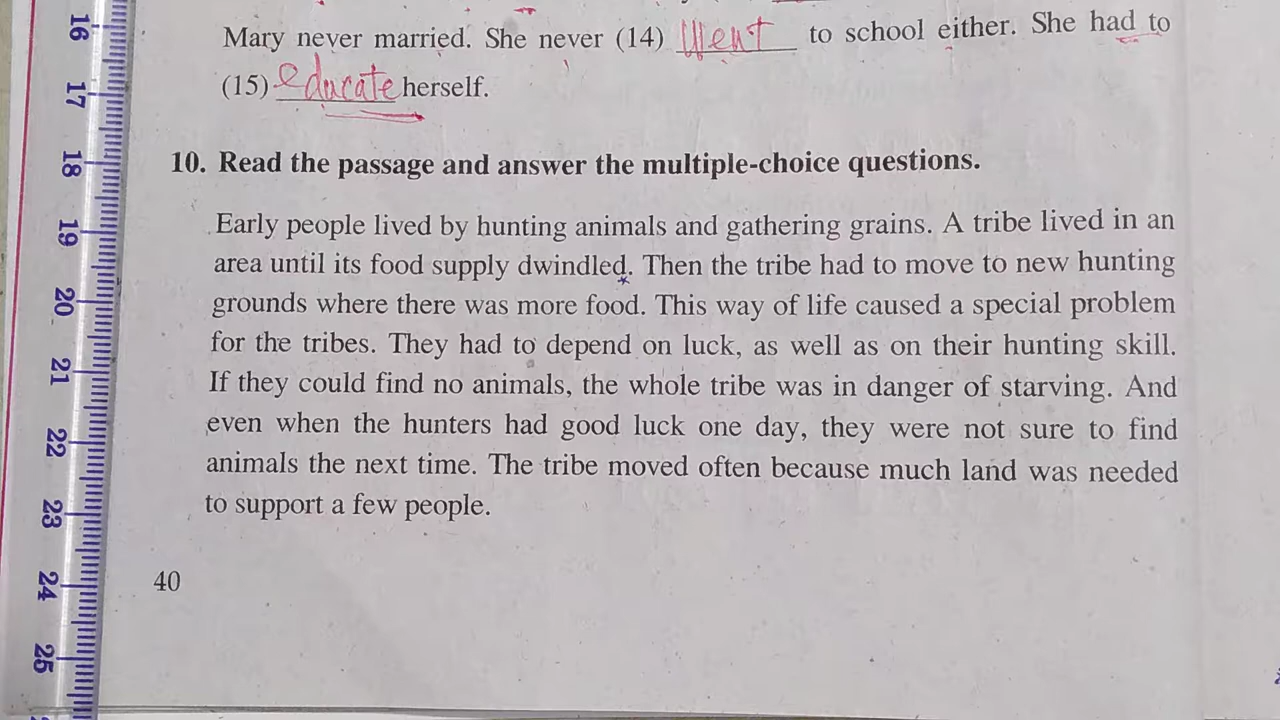 Mary never married. She never (14) Went to school either. She had to
(15) educate herself.
10. Read the passage and answer the multiple-choice questions.
Early people lived by hunting animals and gathering grains. A tribe lived in an
area until its food supply dwindled. Then the tribe had to move to new hunting
grounds where there was more food. This way of life caused a special problem
for the tribes. They had to depend on luck, as well as on their hunting skill.
If they could find no animals, the whole tribe was in danger of starving. And
even when the hunters had good luck one day, they were not sure to find
animals the next time. The tribe moved often because much land was needed
to support a few people.
40
16
17
18
19
20
21
22
23
24
25